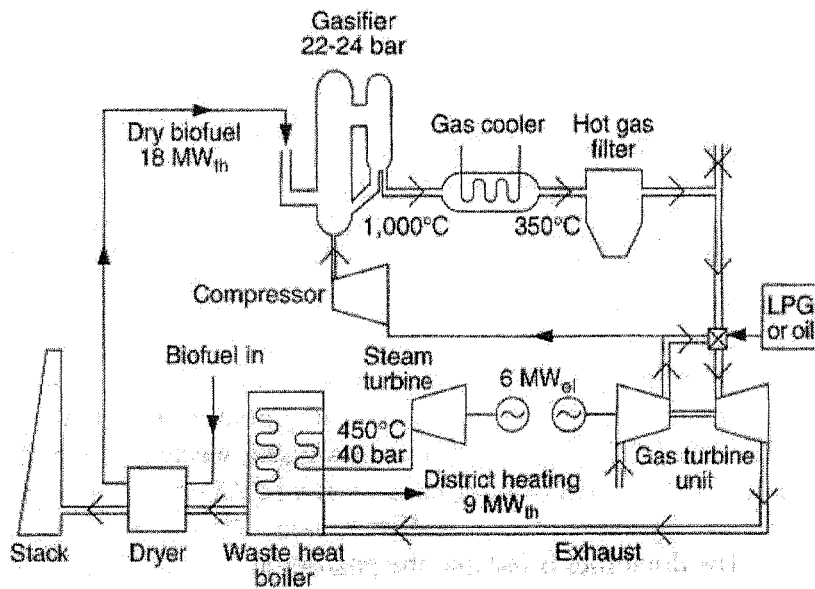 Gasifier
22-24 bar
Dry biofuel
18 MWth
Gas cooler
Hot gas
filter
1,000°C
350°C
Compressor
LPG
or oil
Biofuel in
Steam
turbine
6 MWel
450°C
40 bar
District heating
9 MWth
Gas turbine
unit
Stack
Dryer
Waste heat
boiler
Exhaust